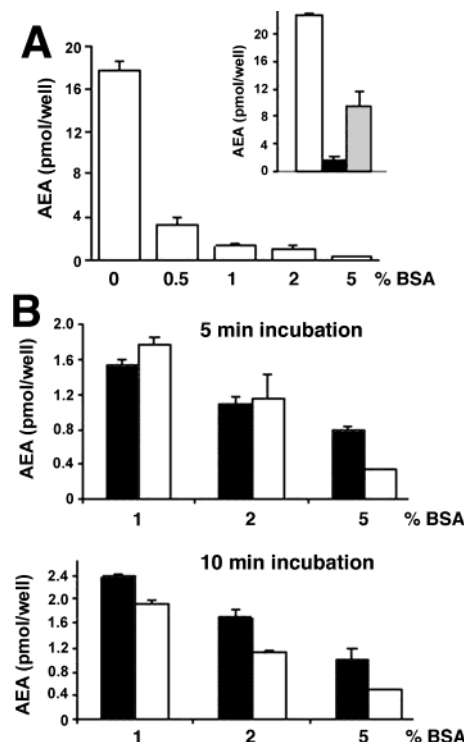 A
AEA (pmol/well)
20
16
12
8
4
0
0 0.5 1 2 5 % BSA
AEA (pmol/well)
20
16
12
8
4
0
B
5 min incubation
AEA (pmol/well)
2.0
1.6
1.2
0.8
0.4
0
1 2 5 % BSA
10 min incubation
AEA (pmol/well)
2.4
2.0
1.6
1.2
0.8
0.4
0
1 2 5 % BSA